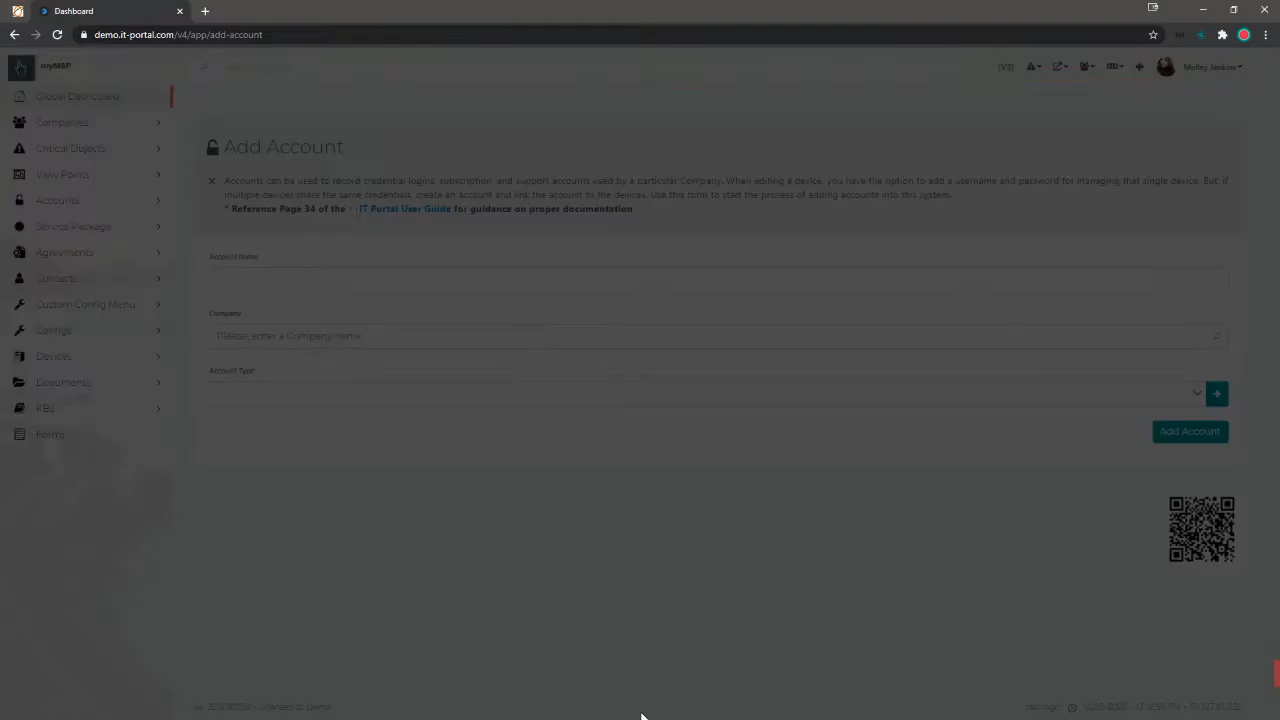 Dashboard
demo.it-portal.com/v4/app/add-account
myMSP
(V3)
Molley Jenkins
Global Dashboard
Companies
Critical Objects
View Points
Accounts
Service Package
Agreements
Contacts
Custom Config Menu
Configs
Devices
Documents
KBs
Forms
Add Account
Accounts can be used to record credential logins, subscription and support accounts used by a particular Company. When editing a device, you have the option to add a username and password for managing that single device. But if
multiple devices share the same credentials, create an account and link the account to the devices. Use this form to start the process of adding accounts into this system.
* Reference Page 34 of the IT Portal User Guide for guidance on proper documentation
Account Name
Company
Please enter a Company name
Account Type
Add Account
Licensed to Demo